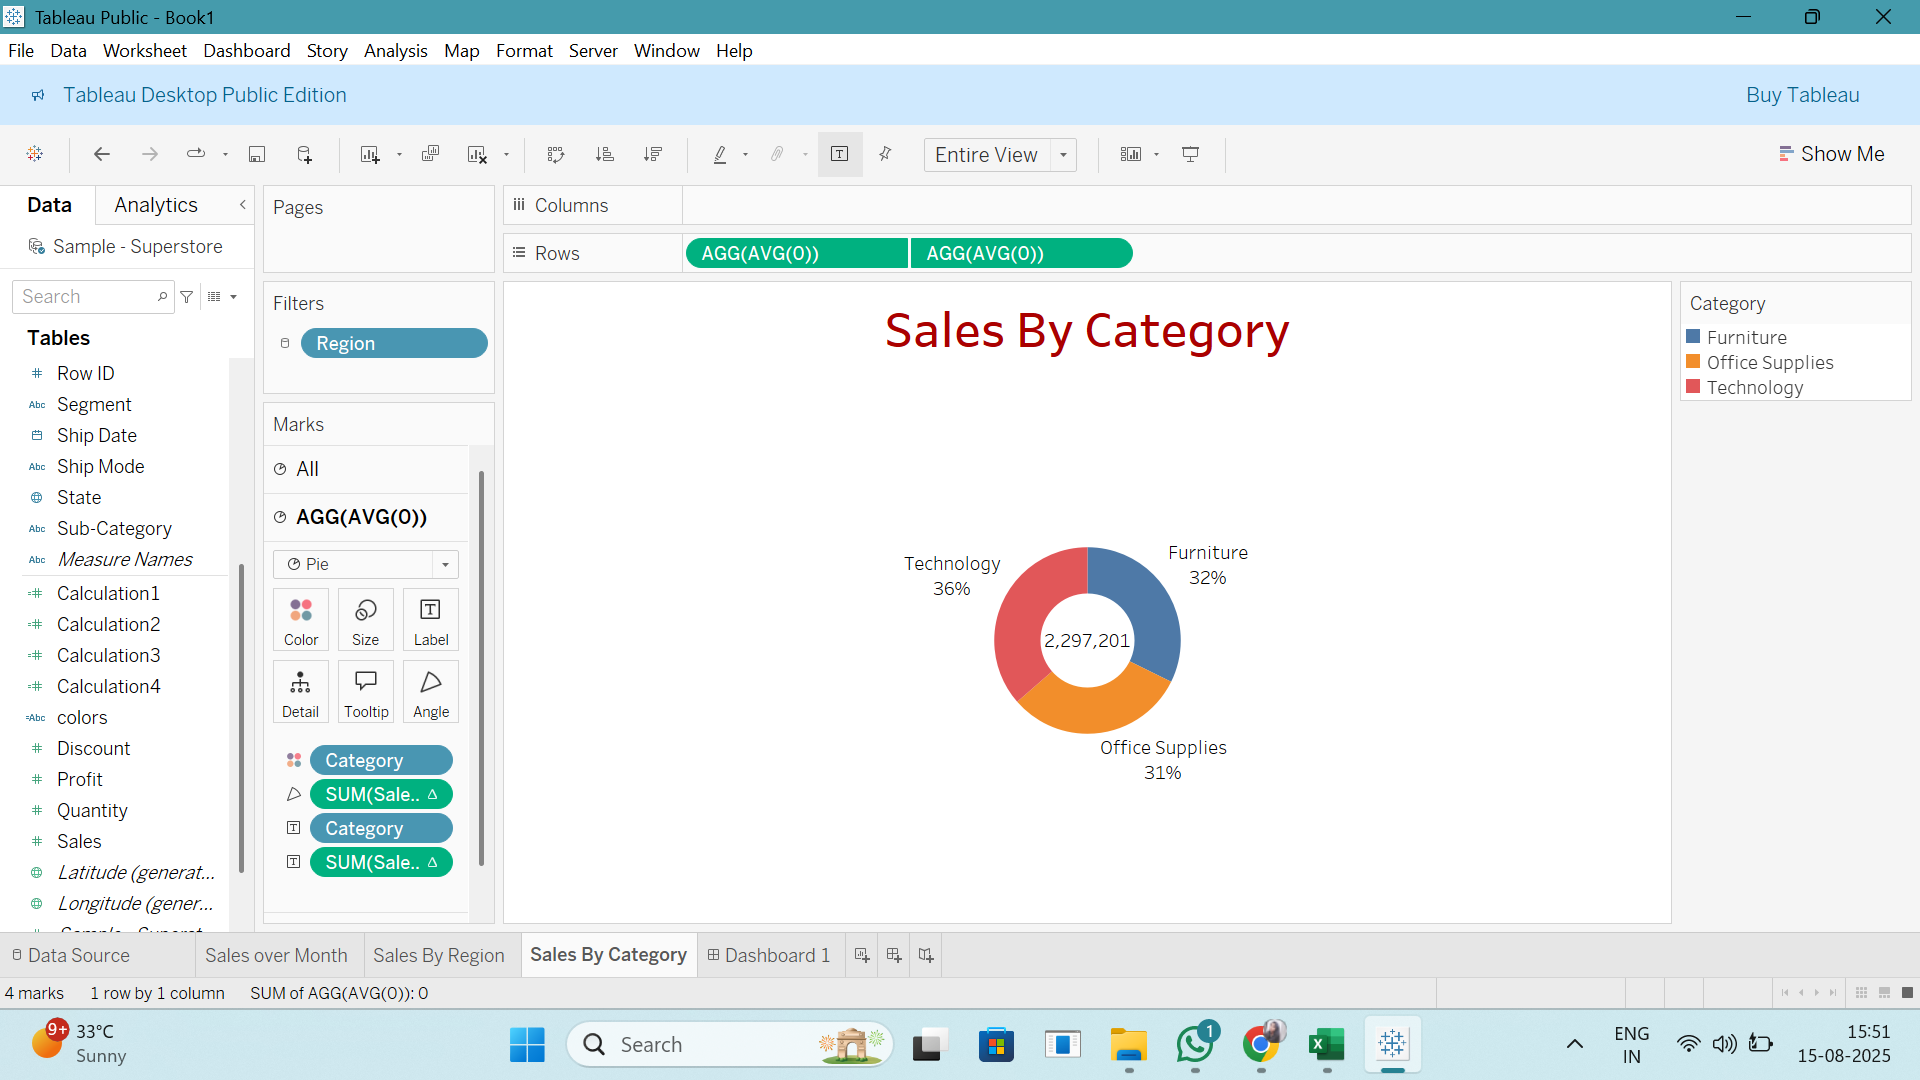 Tableau Public - Book1
File Data Worksheet Dashboard Story Analysis Map Format Server Window Help
Tableau Desktop Public Edition
Buy Tableau
Entire View
Show Me
Data
Analytics
Sample - Superstore
Search
Tables
Row ID
Abc Segment
Ship Date
Abc Ship Mode
State
Abc Sub-Category
Abc Measure Names
Calculation1
Calculation2
Calculation3
Calculation4
=Abc colors
Discount
Profit
Quantity
Sales
Latitude (generat...
Longitude (gener...
Pages
Filters
Region
Marks
All
AGG(AVG(0))
Pie
Color
Size
Label
Detail
Tooltip
Angle
Category
SUM(Sale.. Δ
Category
SUM(Sale.. Δ
Columns
Rows
AGG(AVG(0))
AGG(AVG(0))
Sales By Category
Technology
36%
Furniture
32%
2,297,201
Office Supplies
31%
Category
Furniture
Office Supplies
Technology
Data Source
Sales over Month
Sales By Region
Sales By Category
Dashboard 1
4 marks
1 row by 1 column
SUM of AGG(AVG(0)): 0
9+
33°C
Sunny
Search
1
ENG
IN
15:51
15-08-2025